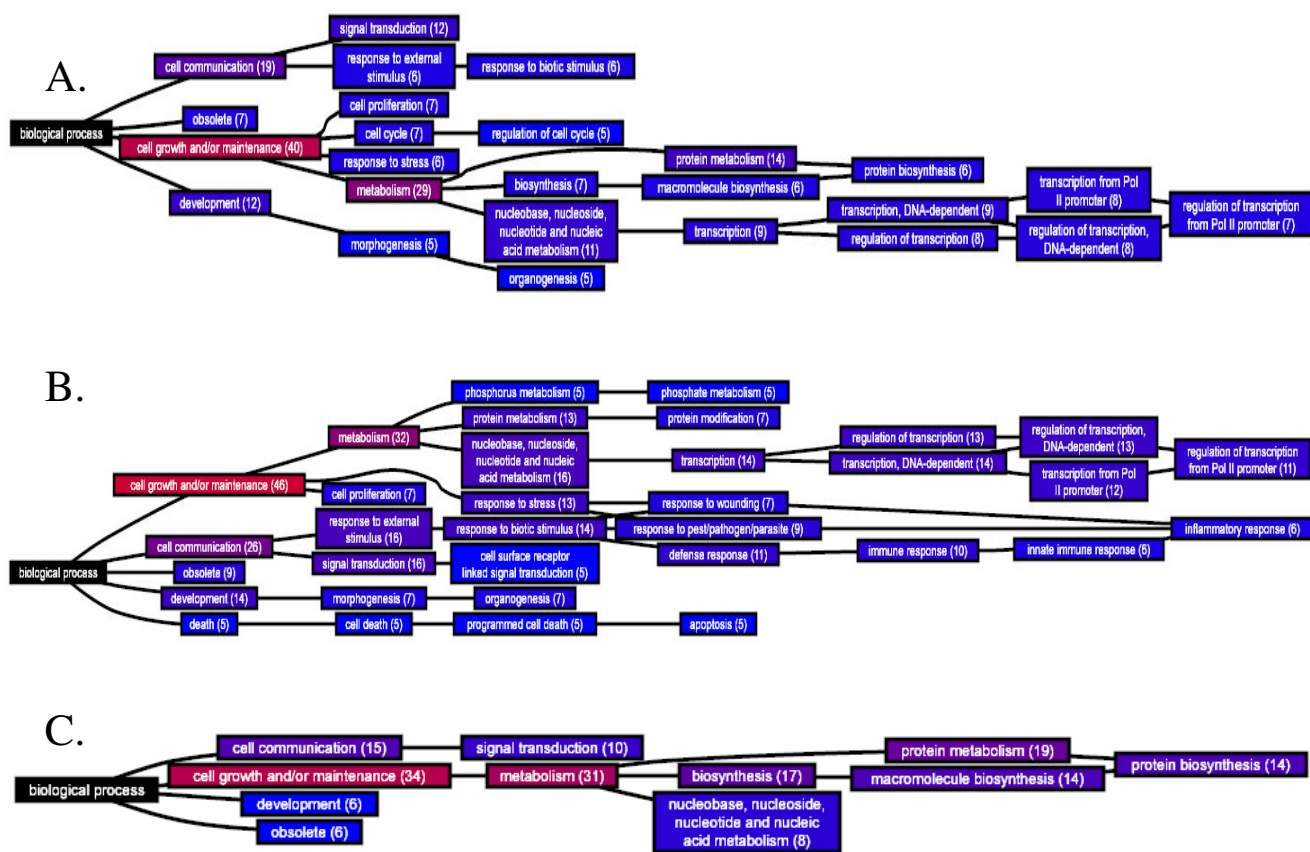 A.
signal transduction (12)
cell communication (19)
response to external
stimulus (6)
response to biotic stimulus (6)
cell proliferation (7)
obsolete (7)
biological process
cell cycle (7)
regulation of cell cycle (5)
cell growth and/or maintenance (40)
response to stress (6)
protein metabolism (14)
metabolism (29)
biosynthesis (7)
macromolecule biosynthesis (6)
protein biosynthesis (6)
development (12)
nucleobase, nucleoside,
nucleotide and nucleic
acid metabolism (11)
transcription (9)
transcription, DNA-dependent (9)
regulation of transcription (8)
transcription from Pol
II promoter (8)
regulation of transcription,
DNA-dependent (8)
regulation of transcription
from Pol II promoter (7)
morphogenesis (5)
organogenesis (5)
B.
phosphorus metabolism (5)
phosphate metabolism (5)
protein metabolism (13)
protein modification (7)
metabolism (32)
nucleobase, nucleoside,
nucleotide and nucleic
acid metabolism (16)
transcription (14)
regulation of transcription (13)
transcription, DNA-dependent (14)
regulation of transcription,
DNA-dependent (13)
transcription from Pol
II promoter (12)
regulation of transcription
from Pol II promoter (11)
cell growth and/or maintenance (46)
cell proliferation (7)
response to stress (13)
response to wounding (7)
response to external
stimulus (16)
response to biotic stimulus (14)
response to pest/pathogen/parasite (9)
inflammatory response (6)
cell communication (26)
signal transduction (16)
cell surface receptor
linked signal transduction (5)
defense response (11)
immune response (10)
innate immune response (6)
biological process
obsolete (9)
development (14)
morphogenesis (7)
organogenesis (7)
death (5)
cell death (5)
programmed cell death (5)
apoptosis (5)
C.
cell communication (15)
signal transduction (10)
protein metabolism (19)
cell growth and/or maintenance (34)
metabolism (31)
biosynthesis (17)
macromolecule biosynthesis (14)
protein biosynthesis (14)
biological process
development (6)
nucleobase, nucleoside,
nucleotide and nucleic
acid metabolism (8)
obsolete (6)